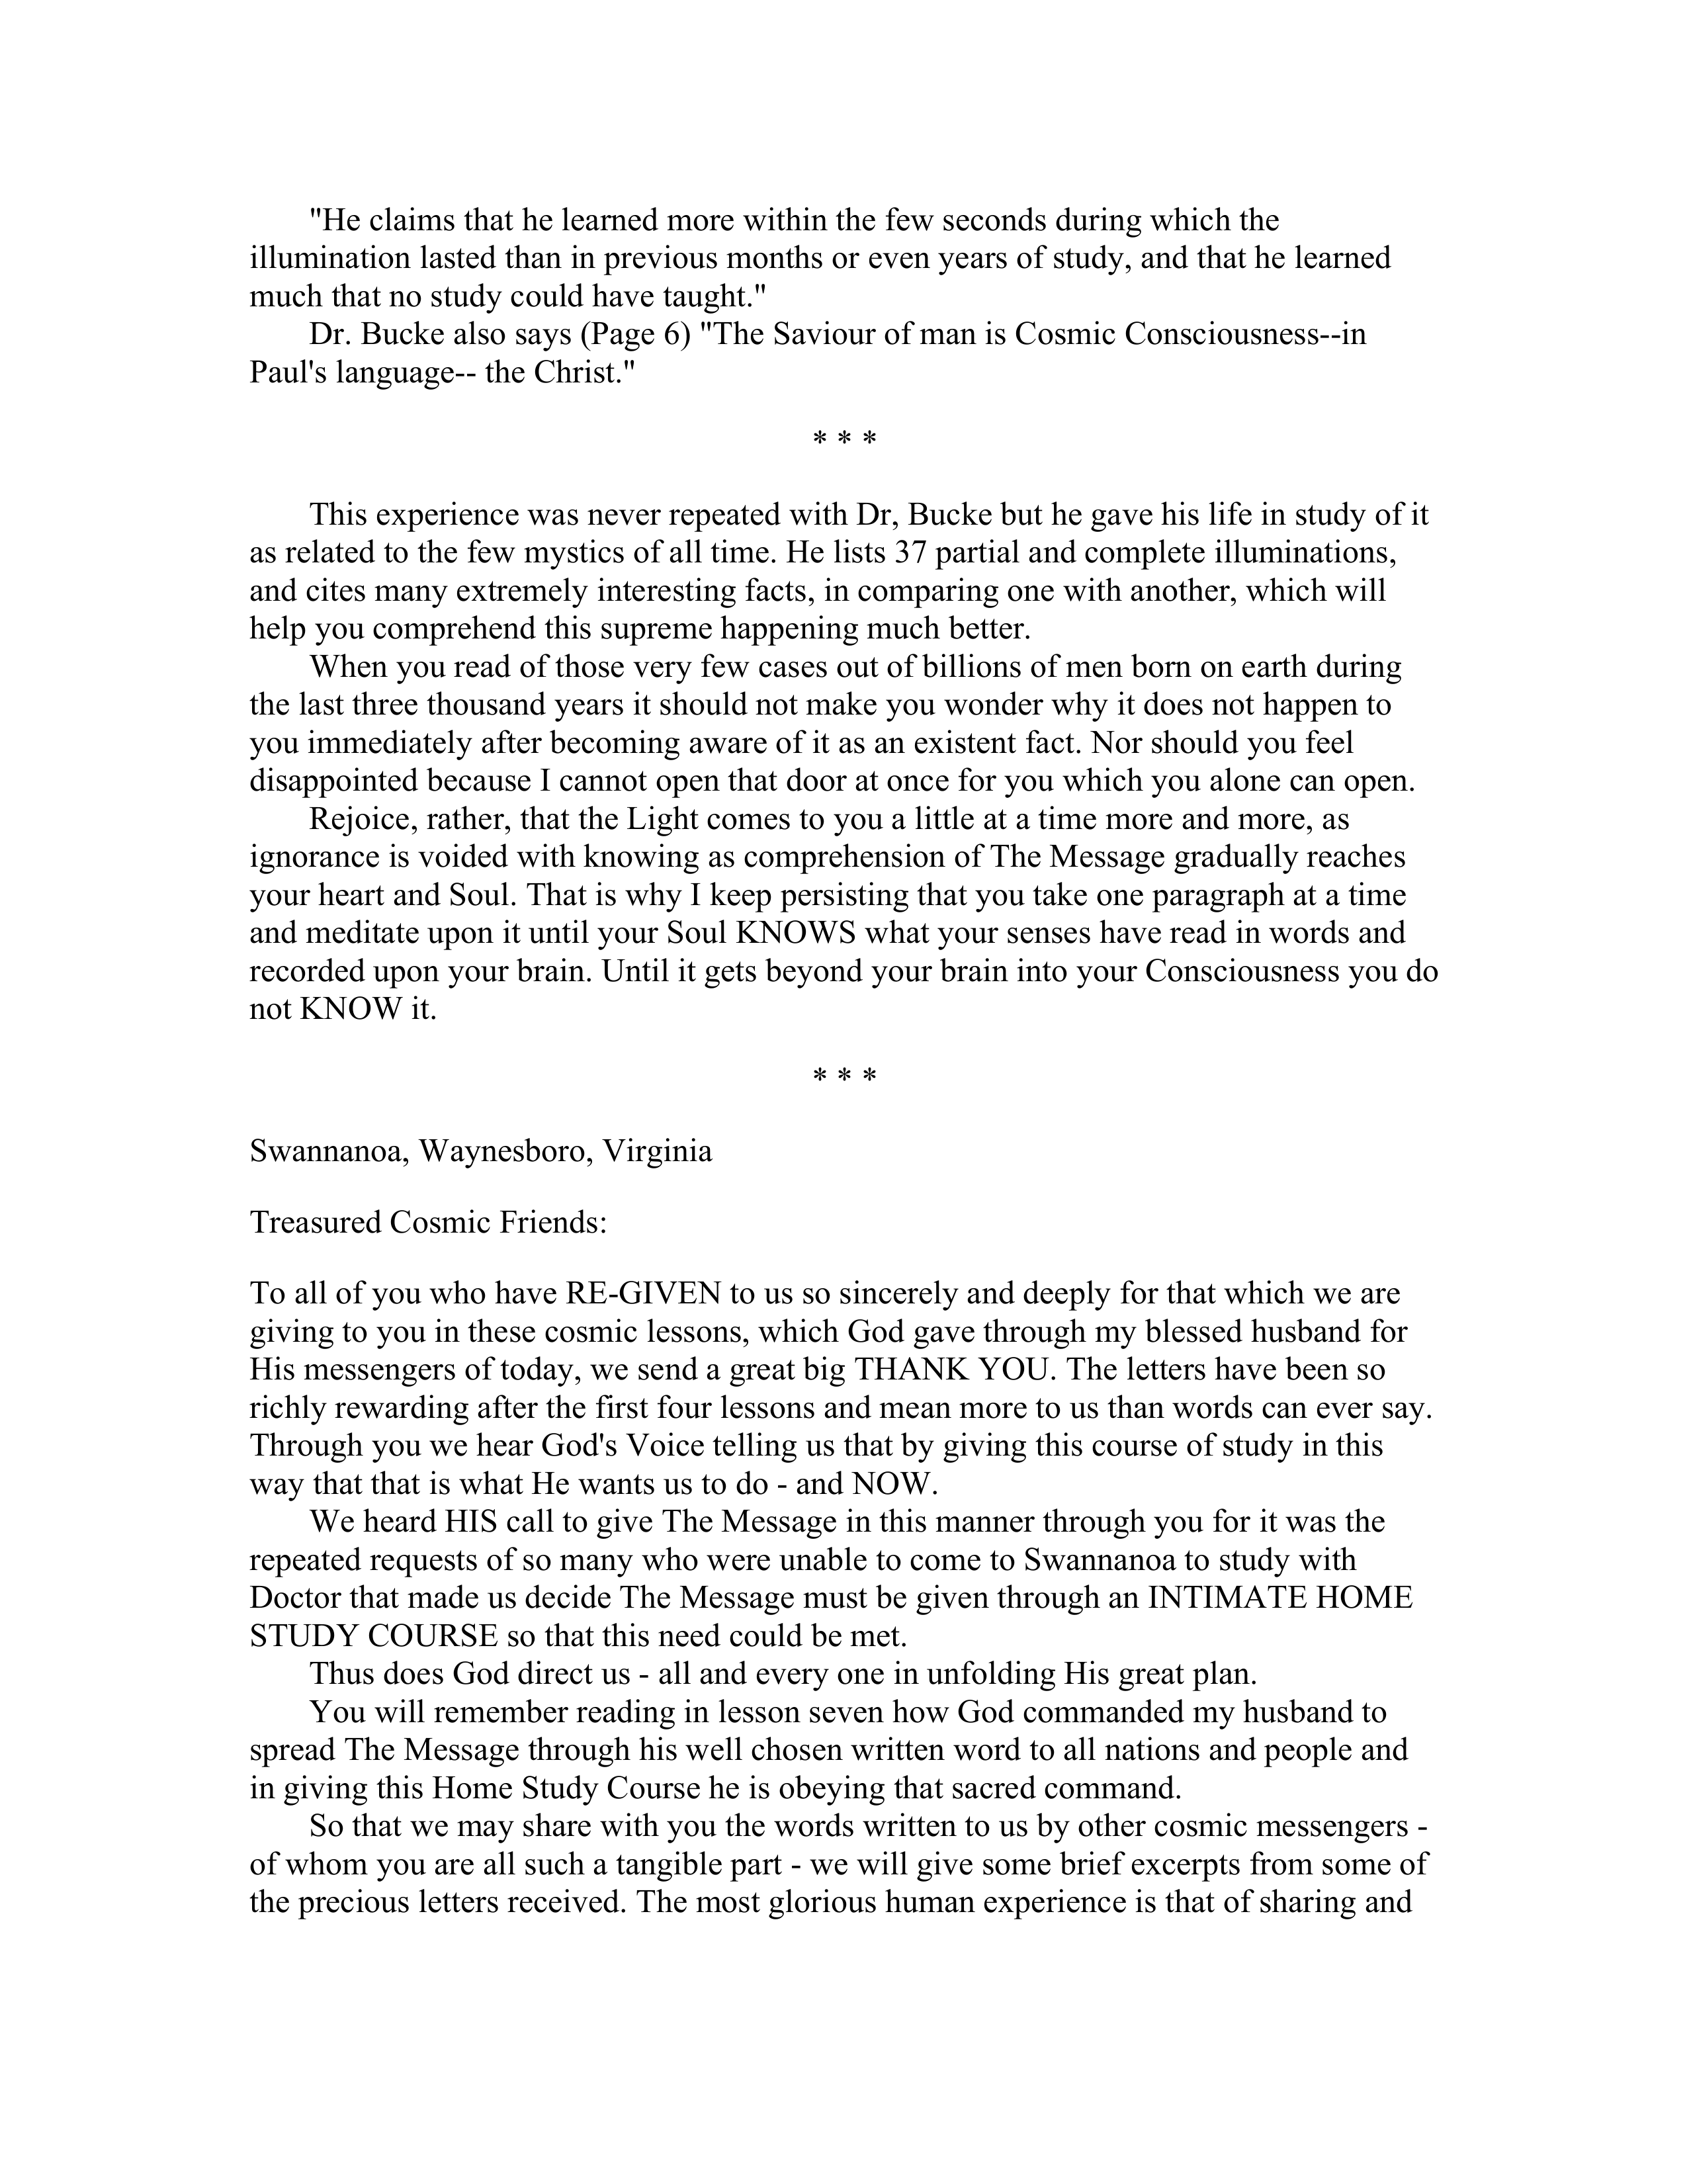 "He claims that he learned more within the few seconds during which the
illumination lasted than in previous months or even years of study, and that he learned
much that no study could have taught."
Dr. Bucke also says (Page 6) "The Saviour of man is Cosmic Consciousness--in
Paul's language-- the Christ."
* * *
This experience was never repeated with Dr, Bucke but he gave his life in study of it
as related to the few mystics of all time. He lists 37 partial and complete illuminations,
and cites many extremely interesting facts, in comparing one with another, which will
help you comprehend this supreme happening much better.
When you read of those very few cases out of billions of men born on earth during
the last three thousand years it should not make you wonder why it does not happen to
you immediately after becoming aware of it as an existent fact. Nor should you feel
disappointed because I cannot open that door at once for you which you alone can open.
Rejoice, rather, that the Light comes to you a little at a time more and more, as
ignorance is voided with knowing as comprehension of The Message gradually reaches
your heart and Soul. That is why I keep persisting that you take one paragraph at a time
and meditate upon it until your Soul KNOWS what your senses have read in words and
recorded upon your brain. Until it gets beyond your brain into your Consciousness you do
not KNOW it.
* * *
Swannanoa, Waynesboro, Virginia
Treasured Cosmic Friends:
To all of you who have RE-GIVEN to us so sincerely and deeply for that which we are
giving to you in these cosmic lessons, which God gave through my blessed husband for
His messengers of today, we send a great big THANK YOU. The letters have been so
richly rewarding after the first four lessons and mean more to us than words can ever say.
Through you we hear God's Voice telling us that by giving this course of study in this
way that that is what He wants us to do - and NOW.
We heard HIS call to give The Message in this manner through you for it was the
repeated requests of so many who were unable to come to Swannanoa to study with
Doctor that made us decide The Message must be given through an INTIMATE HOME
STUDY COURSE so that this need could be met.
Thus does God direct us - all and every one in unfolding His great plan.
You will remember reading in lesson seven how God commanded my husband to
spread The Message through his well chosen written word to all nations and people and
in giving this Home Study Course he is obeying that sacred command.
So that we may share with you the words written to us by other cosmic messengers -
of whom you are all such a tangible part - we will give some brief excerpts from some of
the precious letters received. The most glorious human experience is that of sharing and